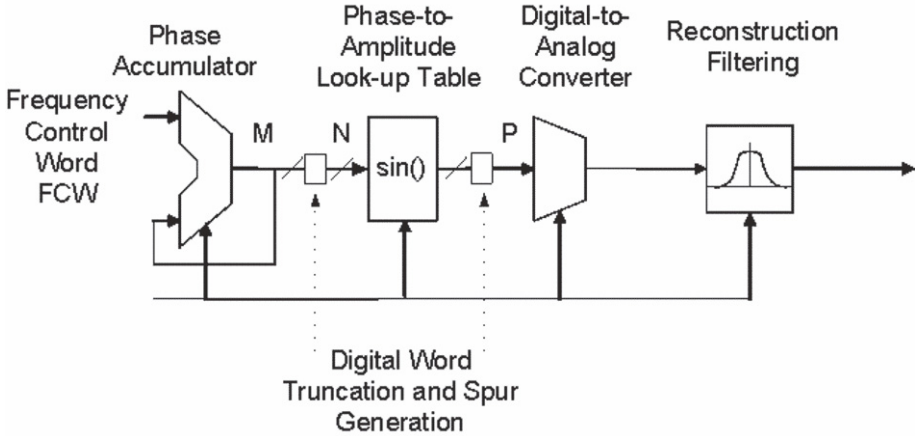 Phase
Accumulator
Phase-to-
Amplitude
Look-up Table
Digital-to-
Analog
Converter
Reconstruction
Filtering
Frequency
Control
Word
FCW
M
N
sin()
P
Digital Word
Truncation and Spur
Generation